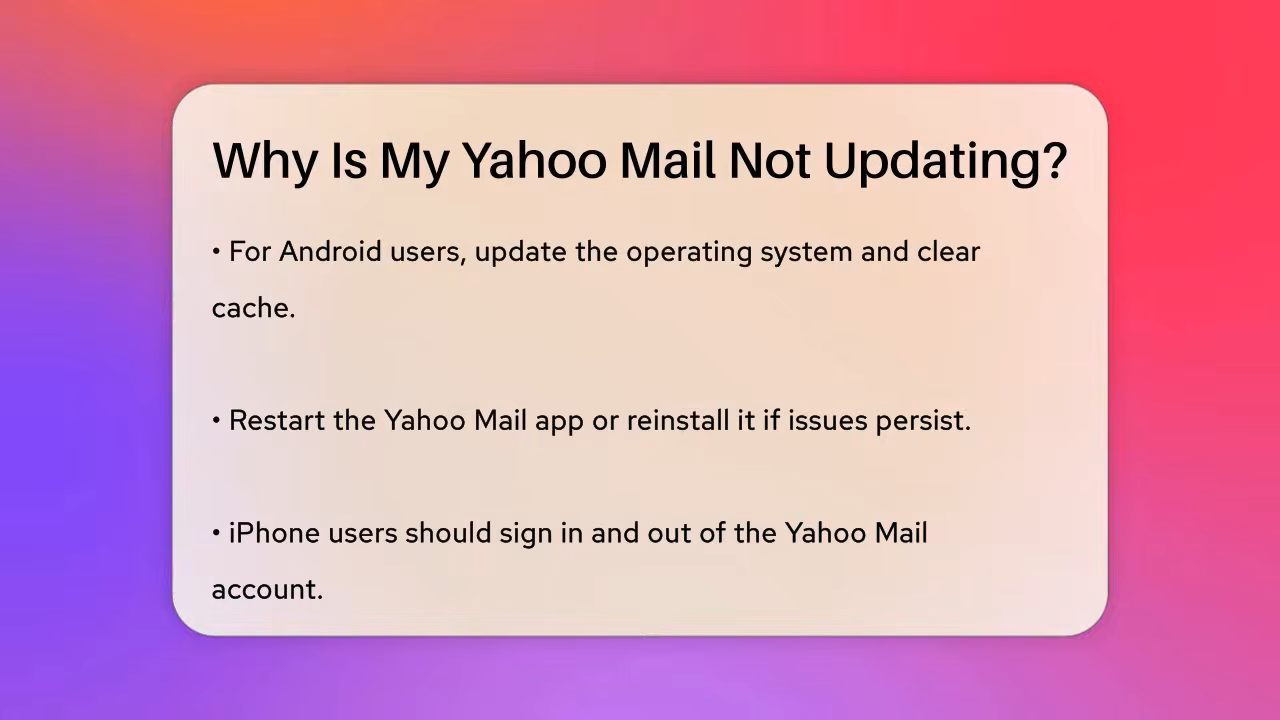 Why Is My Yahoo Mail Not Updating?
• For Android users, update the operating system and clear
cache.
• Restart the Yahoo Mail app or reinstall it if issues persist.
• iPhone users should sign in and out of the Yahoo Mail
account.